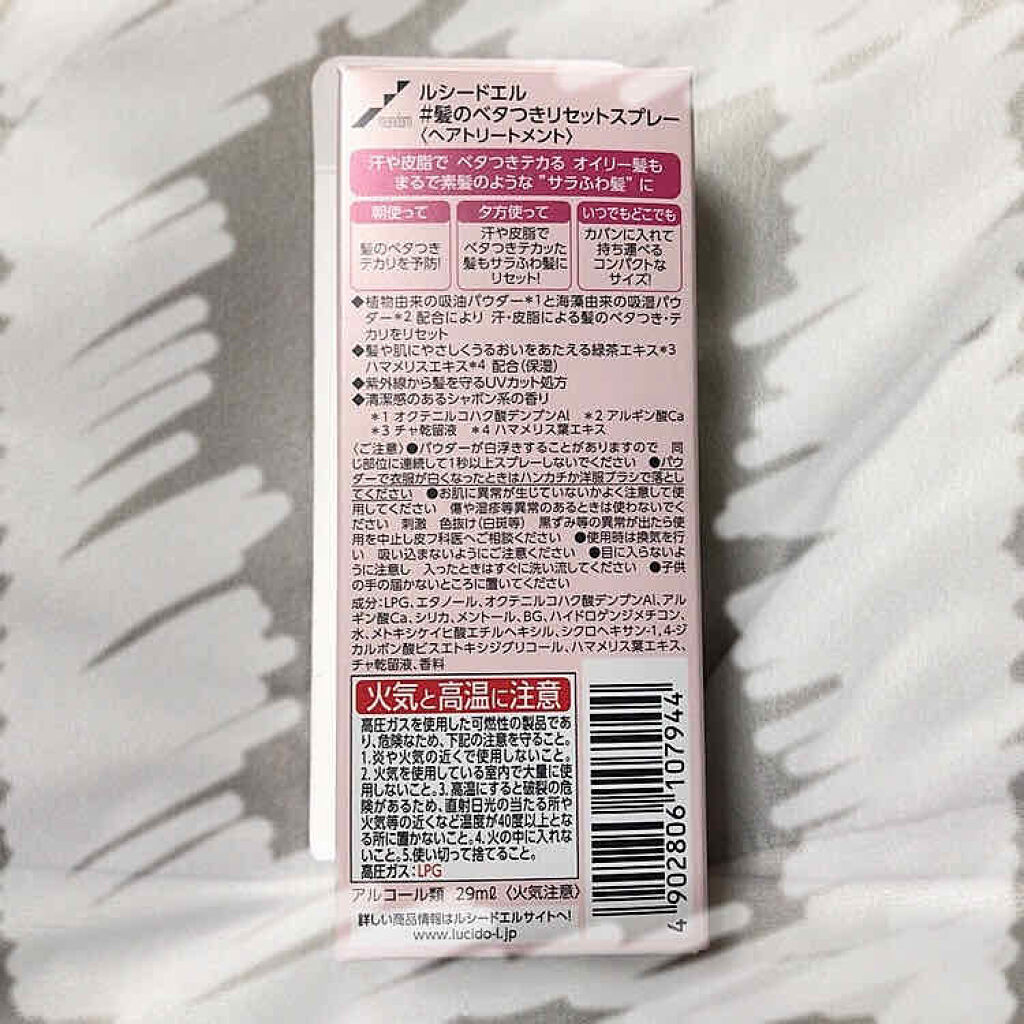 mandom
ルシードエル
#髪のベタつきリセットスプレー
〈ヘアトリートメント〉
汗や皮脂で ベタつきテカる オイリー髪も
まるで素髪のような "サラふわ髪" に
朝使って
髪のベタつき
テカリを予防!
夕方使って
汗や皮脂で
ベタつきテカッた
髪もサラふわ髪に
リセット!
いつでもどこでも
カバンに入れて
持ち運べる
コンパクトな
サイズ!
◆植物由来の吸油パウダー*1と海藻由来の吸湿パウ
ダー*2 配合により 汗・皮脂による髪のベタつき・テ
カリをリセット
◆髪や肌にやさしくうるおいをあたえる緑茶エキス*3
ハマメリスエキス*4 配合(保湿)
◆紫外線から髪を守るUVカット処方
◆清潔感のあるシャボン系の香り
*1 オクテニルコハク酸デンプンAl *2 アルギン酸Ca
*3 チャ乾留液 *4 ハマメリス葉エキス
〈ご注意〉●パウダーが白浮きすることがありますので 同
じ部位に連続して1秒以上スプレーしないでください ●パウ
ダーで衣服が白くなったときはハンカチか洋服ブラシで落とし
てください ●お肌に異常が生じていないかよく注意して使
用してください 傷や湿疹等異常のあるときは使わないでく
ださい 刺激 色抜け(白斑等) 黒ずみ等の異常が出たら使
用を中止し皮フ科医へご相談ください ●使用時は換気を行
い 吸い込まないようにご注意ください ●目に入らないよ
うに注意し 入ったときはすぐに洗い流してください ●子供
の手の届かないところに置いてください
成分:LPG、エタノール、オクテニルコハク酸デンプンAl、アル
ギン酸Ca、シリカ、メントール、BG、ハイドロゲンジメチコン、
水、メトキシケイヒ酸エチルヘキシル、シクロヘキサン-1,4-ジ
カルボン酸ビスエトキシジグリコール、ハマメリス葉エキス、
チャ乾留液、香料
火気と高温に注意
高圧ガスを使用した可燃性の製品であ
り、危険なため、下記の注意を守ること。
1.炎や火気の近くで使用しないこと。
2.火気を使用している室内で大量に使
用しないこと。3.高温にすると破裂の危
険があるため、直射日光の当たる所や
火気等の近くなど温度が40度以上とな
る所に置かないこと。4.火の中に入れな
いこと。5.使い切って捨てること。
高圧ガス:LPG
アルコール類 29mℓ〈火気注意〉
詳しい商品情報はルシードエルサイトへ!
www.lucido-l.jp
4 902806 107944